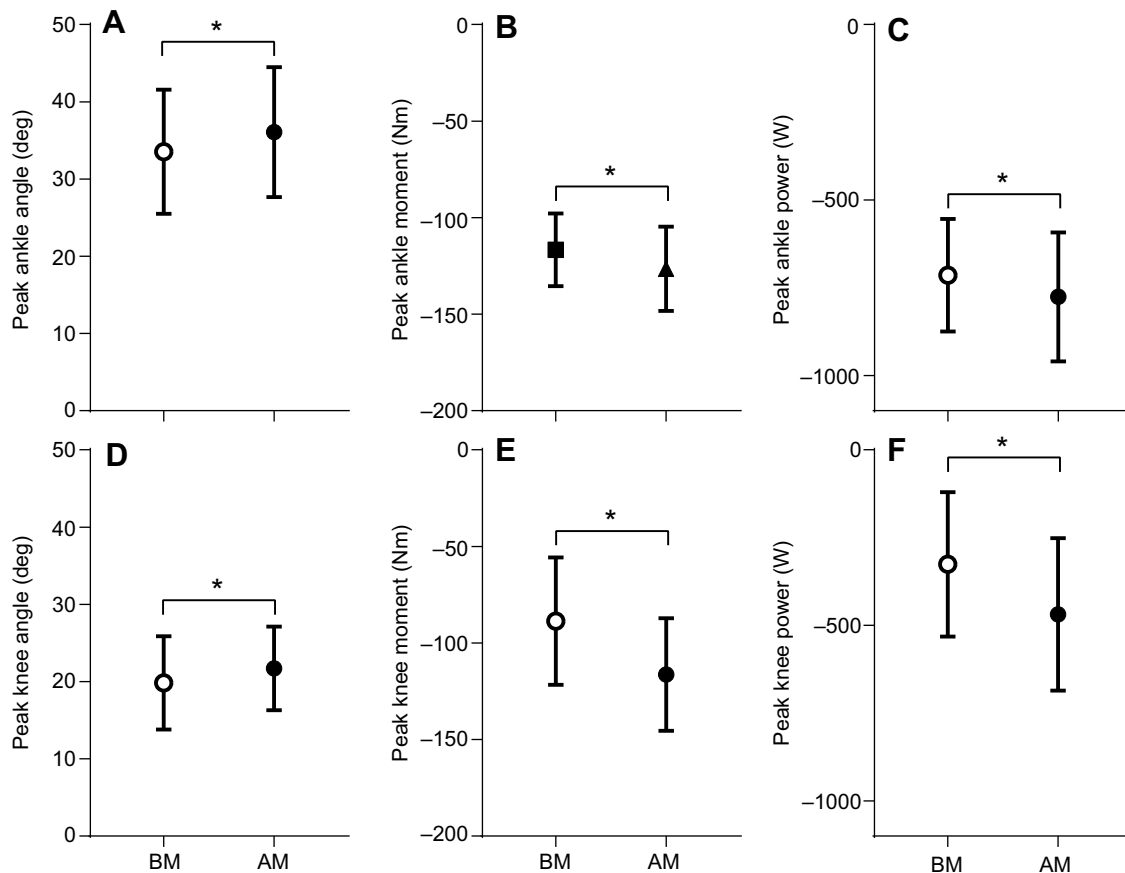 A
Peak ankle angle (deg)
50
40
30
20
10
0
*
B
Peak ankle moment (Nm)
0
–50
–100
–150
–200
*
C
Peak ankle power (W)
0
–500
–1000
*
D
Peak knee angle (deg)
50
40
30
20
10
0
*
BM AM
E
Peak knee moment (Nm)
0
–50
–100
–150
–200
*
BM AM
F
Peak knee power (W)
0
–500
–1000
*
BM AM